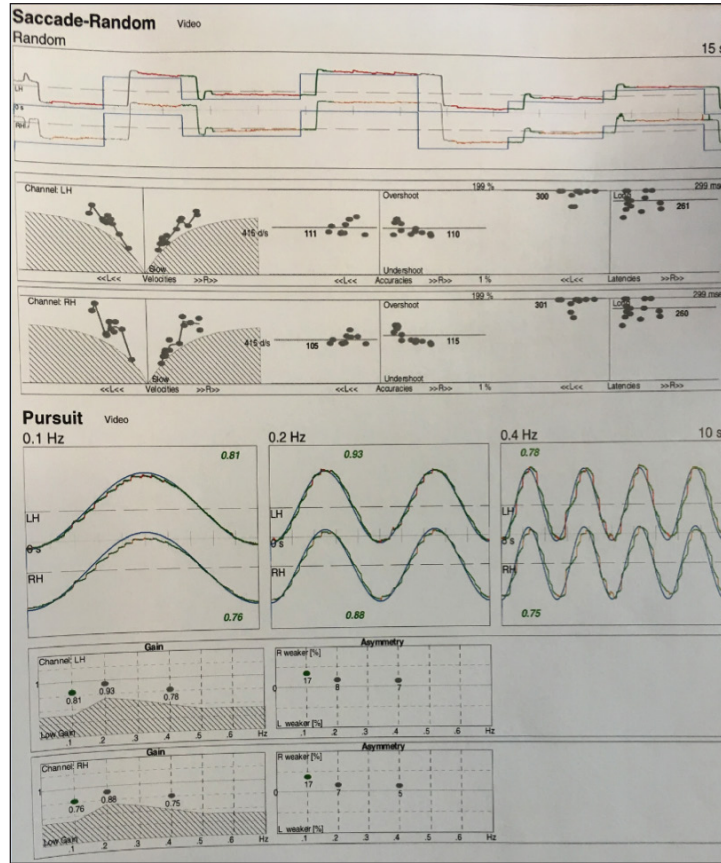 Saccade-Random Video
Random 15 s
LH
0 s
RH
Channel: LH
415 d/s
Slow
<<L<< Velocities >>R>>
111
Overshoot 199 %
110
Undershoot
<<L<< Accuracies >>R>> 1 %
300
299 msec
261
<<L<< Latencies >>R>>
Channel: RH
415 d/s
Slow
<<L<< Velocities >>R>>
105
Overshoot 199 %
115
Undershoot
<<L<< Accuracies >>R>> 1 %
301
299 msec
260
<<L<< Latencies >>R>>
Pursuit Video
0.1 Hz 0.2 Hz 0.4 Hz 10 s
0.81 0.93 0.78
LH LH LH
0 s
RH RH RH
0.76 0.88 0.75
Gain Asymmetry
Channel: LH
R weaker [%]
1
0.81 0.93 0.78
0
17 8 7
Low Gain
L weaker [%]
.1 .2 .3 .4 .5 .6 Hz
.1 .2 .3 .4 .5 .6 Hz
Gain Asymmetry
Channel: RH
R weaker [%]
1
0.76 0.88 0.75
0
17 7 5
Low Gain
L weaker [%]
.1 .2 .3 .4 .5 .6 Hz
.1 .2 .3 .4 .5 .6 Hz